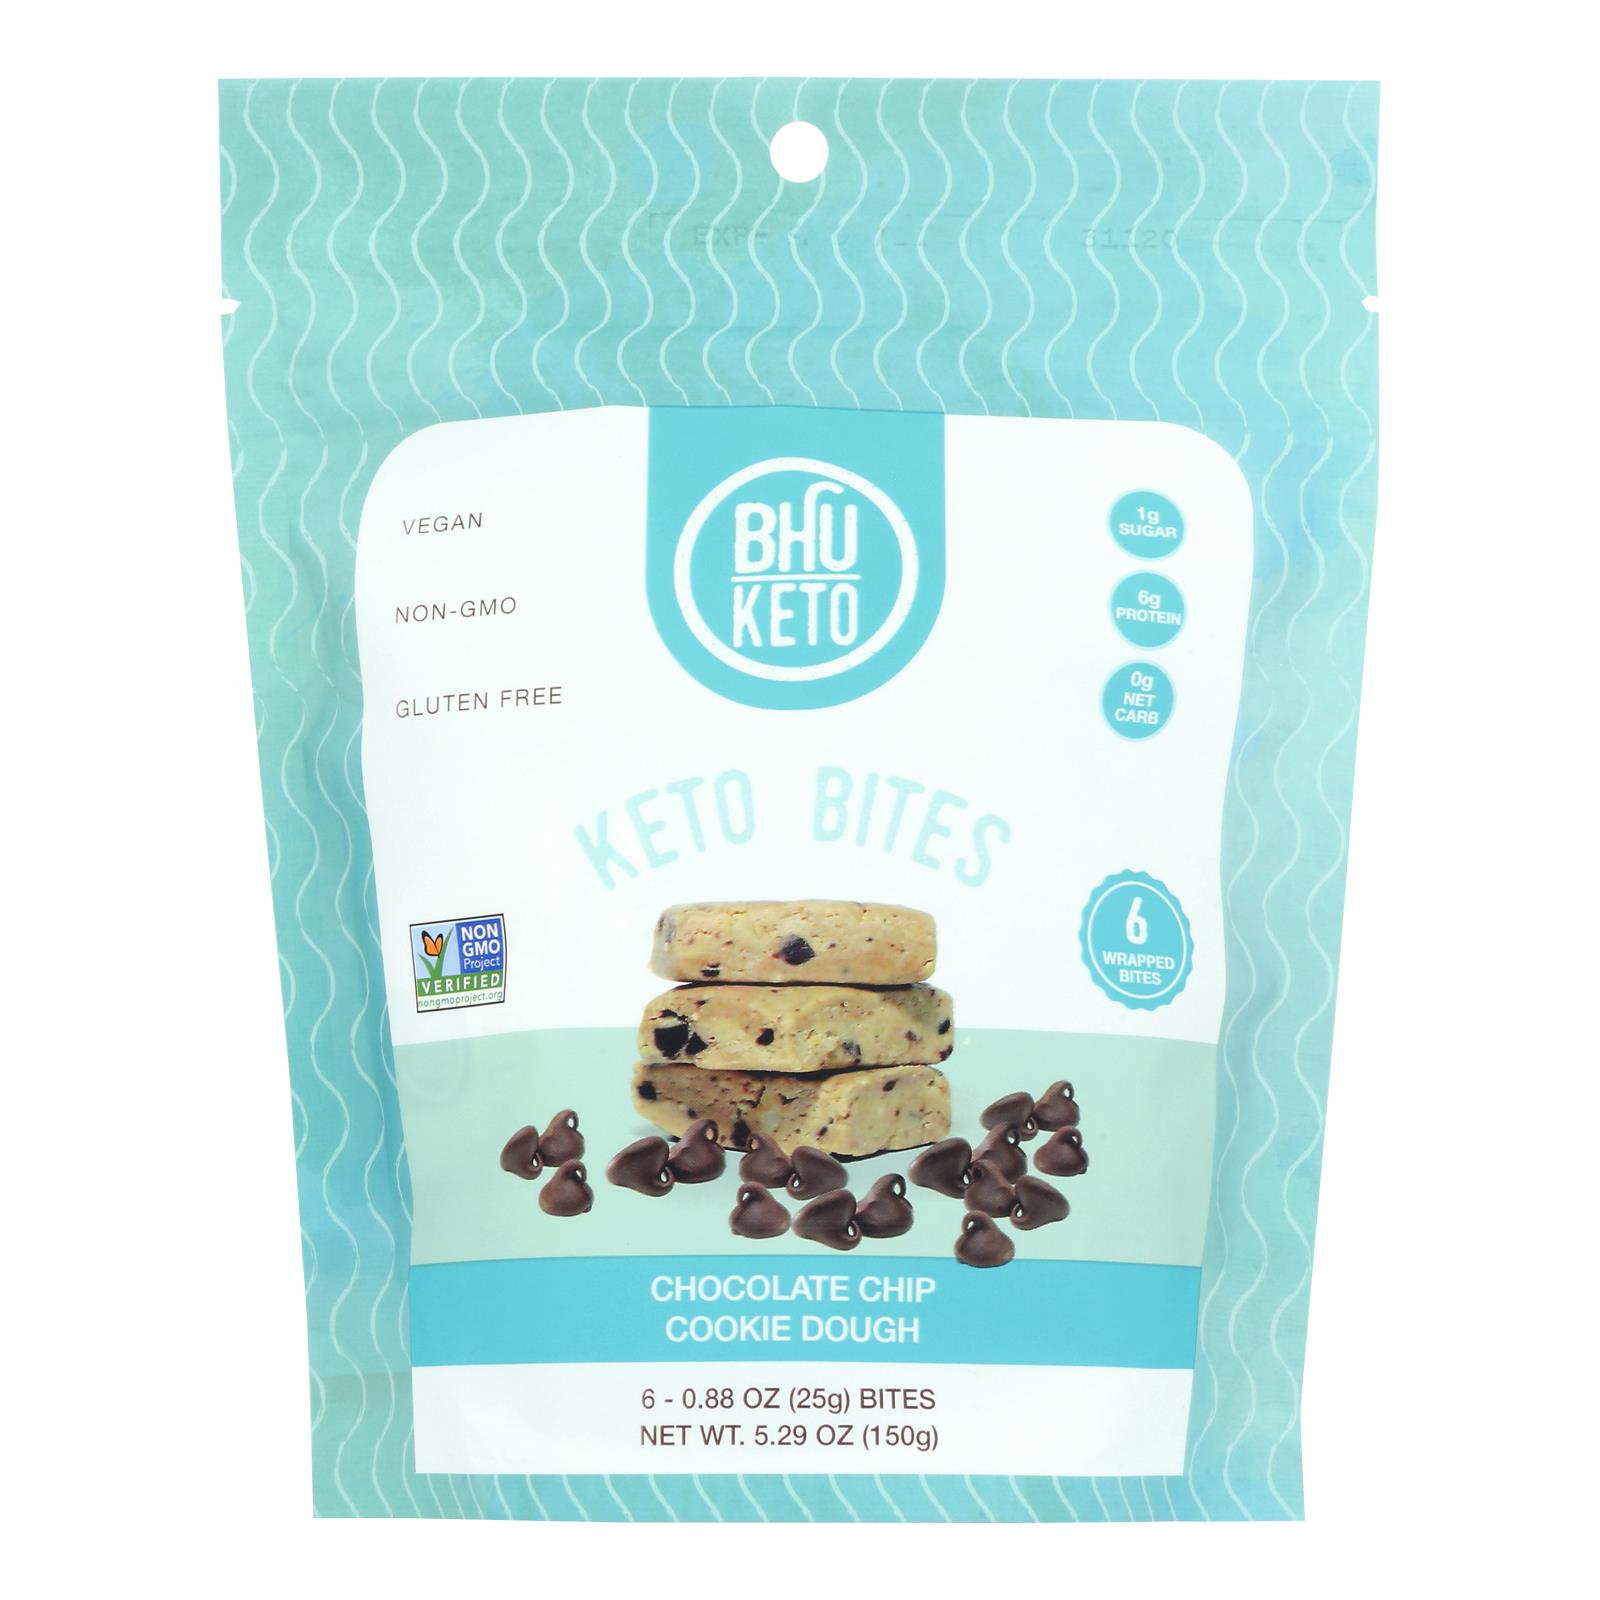 BHU
KETO
VEGAN
NON-GMO
GLUTEN FREE
1g
SUGAR
6g
PROTEIN
0g
NET
CARB
KETO BITES
NON
GMO
Project
VERIFIED
nongmoproject.org
6
WRAPPED
BITES
CHOCOLATE CHIP
COOKIE DOUGH
6 - 0.88 OZ (25g) BITES
NET WT. 5.29 OZ (150g)